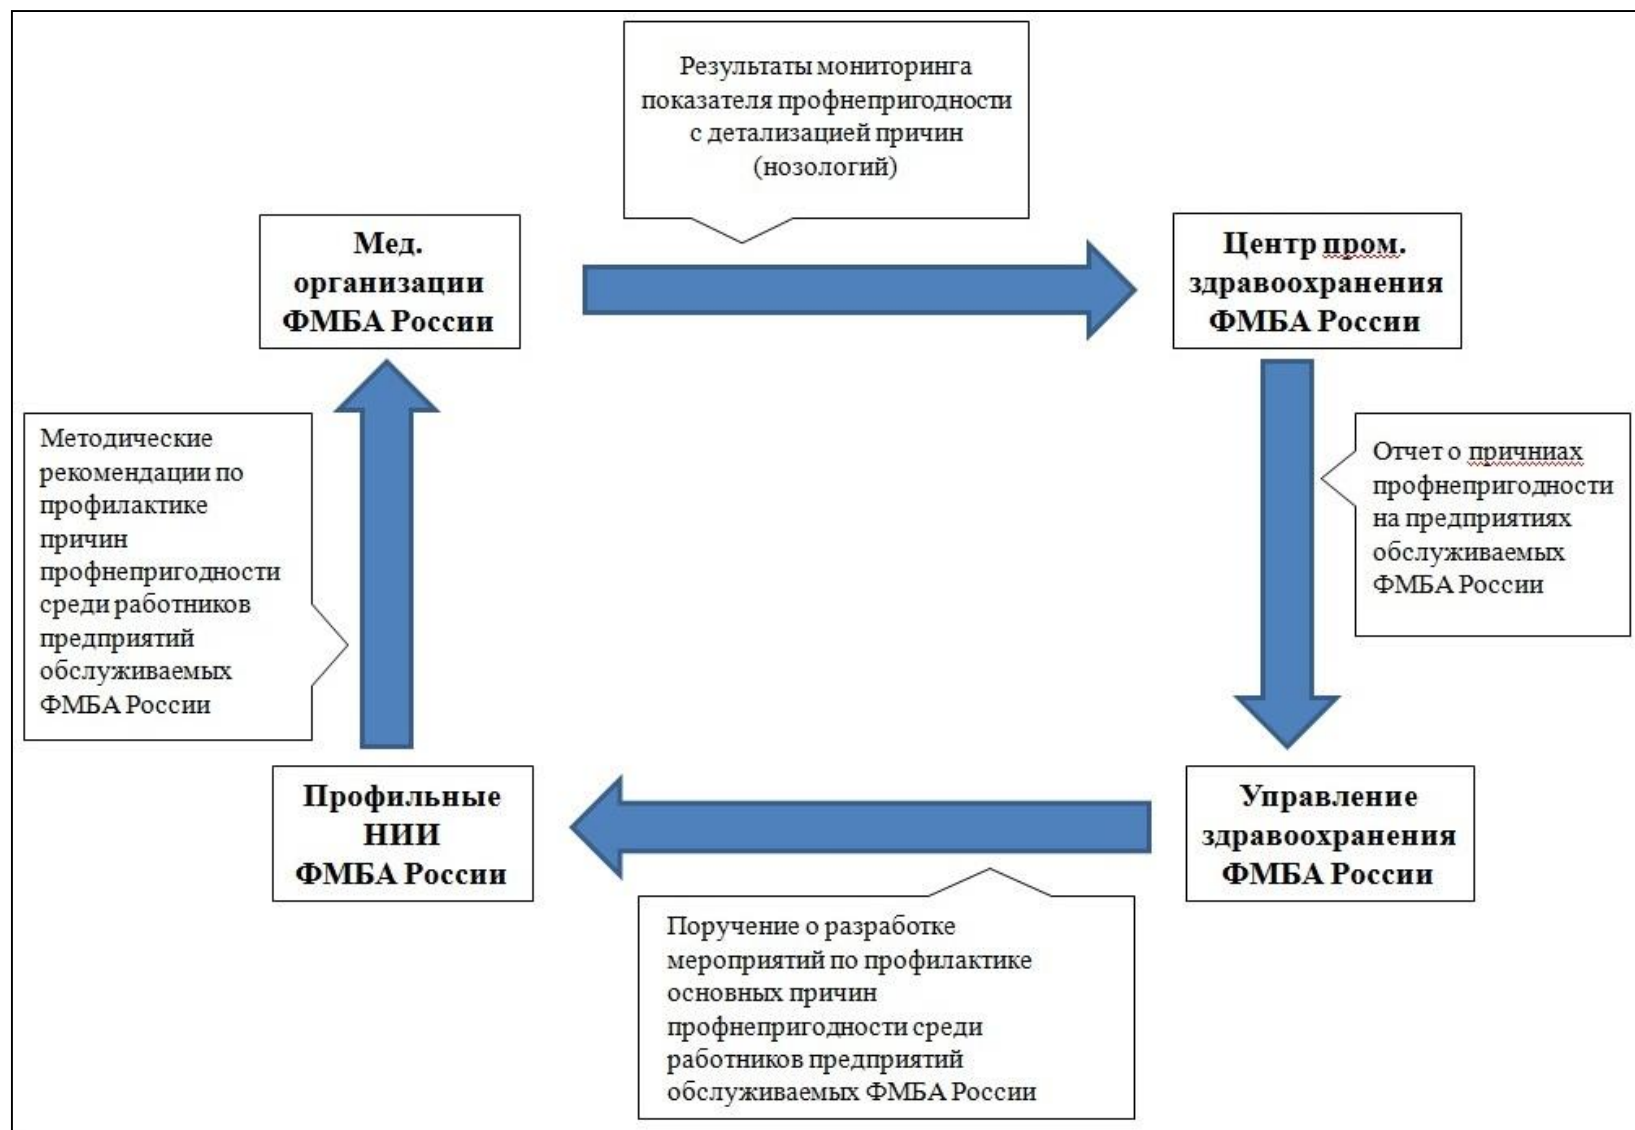 Результаты мониторинга
показателя профнепригодности
с детализацией причин
(нозологий)
Мед.
организации
ФМБА России
Центр пром.
здравоохранения
ФМБА России
Методические
рекомендации по
профилактике
причин
профнепригодности
среди работников
предприятий
обслуживаемых
ФМБА России
Отчет о причниах
профнепригодности
на предприятиях
обслуживаемых
ФМБА России
Профильные
НИИ
ФМБА России
Управление
здравоохранения
ФМБА России
Поручение о разработке
мероприятий по профилактике
основных причин
профнепригодности среди
работников предприятий
обслуживаемых ФМБА России